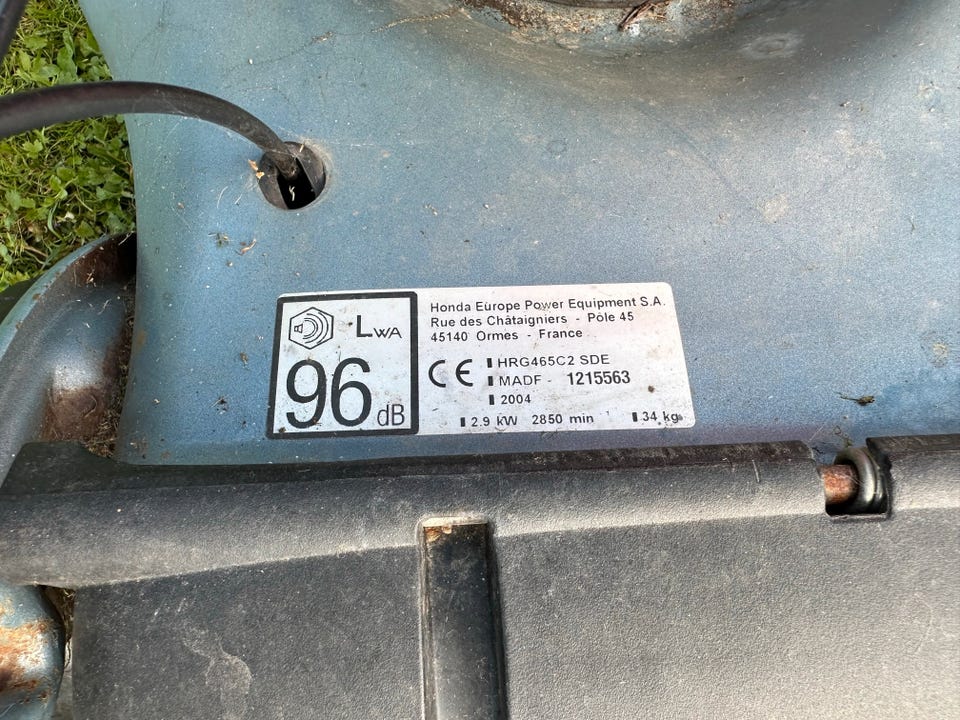 LWA
96 dB
Honda Europe Power Equipment S.A.
Rue des Châtaigniers - Pôle 45
45140 Ormes - France
CE
HRG465C2 SDE
MADF - 1215563
2004
2.9 kW 2850 min 34 kg